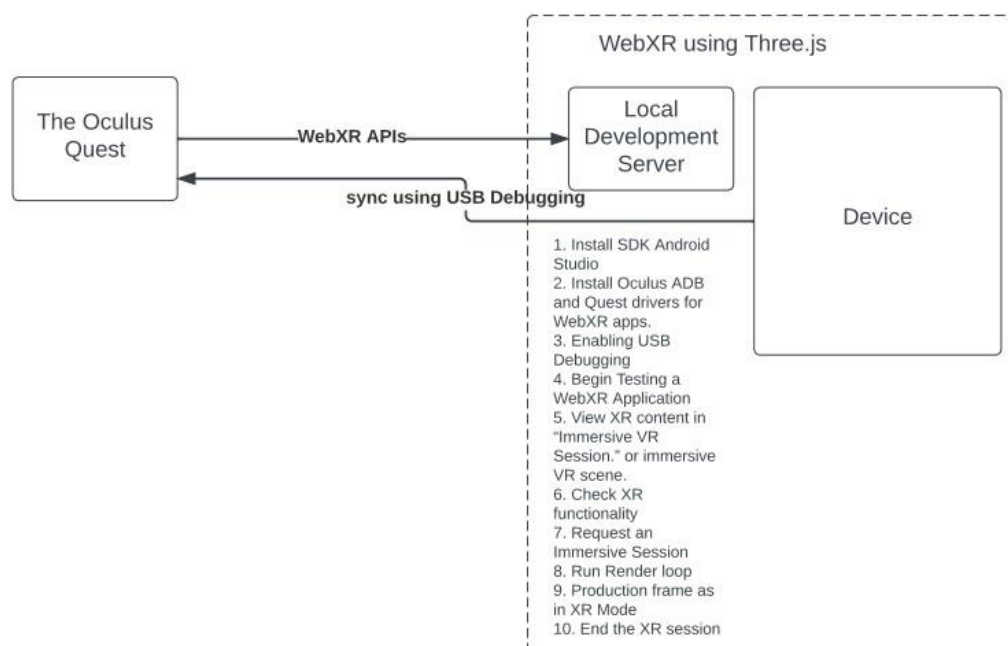 WebXR using Three.js
The Oculus
Quest
WebXR APIs
Local
Development
Server
sync using USB Debugging
Device
1. Install SDK Android
Studio
2. Install Oculus ADB
and Quest drivers for
WebXR apps.
3. Enabling USB
Debugging
4. Begin Testing a
WebXR Application
5. View XR content in
“Immersive VR
Session.” or immersive
VR scene.
6. Check XR
functionality
7. Request an
Immersive Session
8. Run Render loop
9. Production frame as
in XR Mode
10. End the XR session